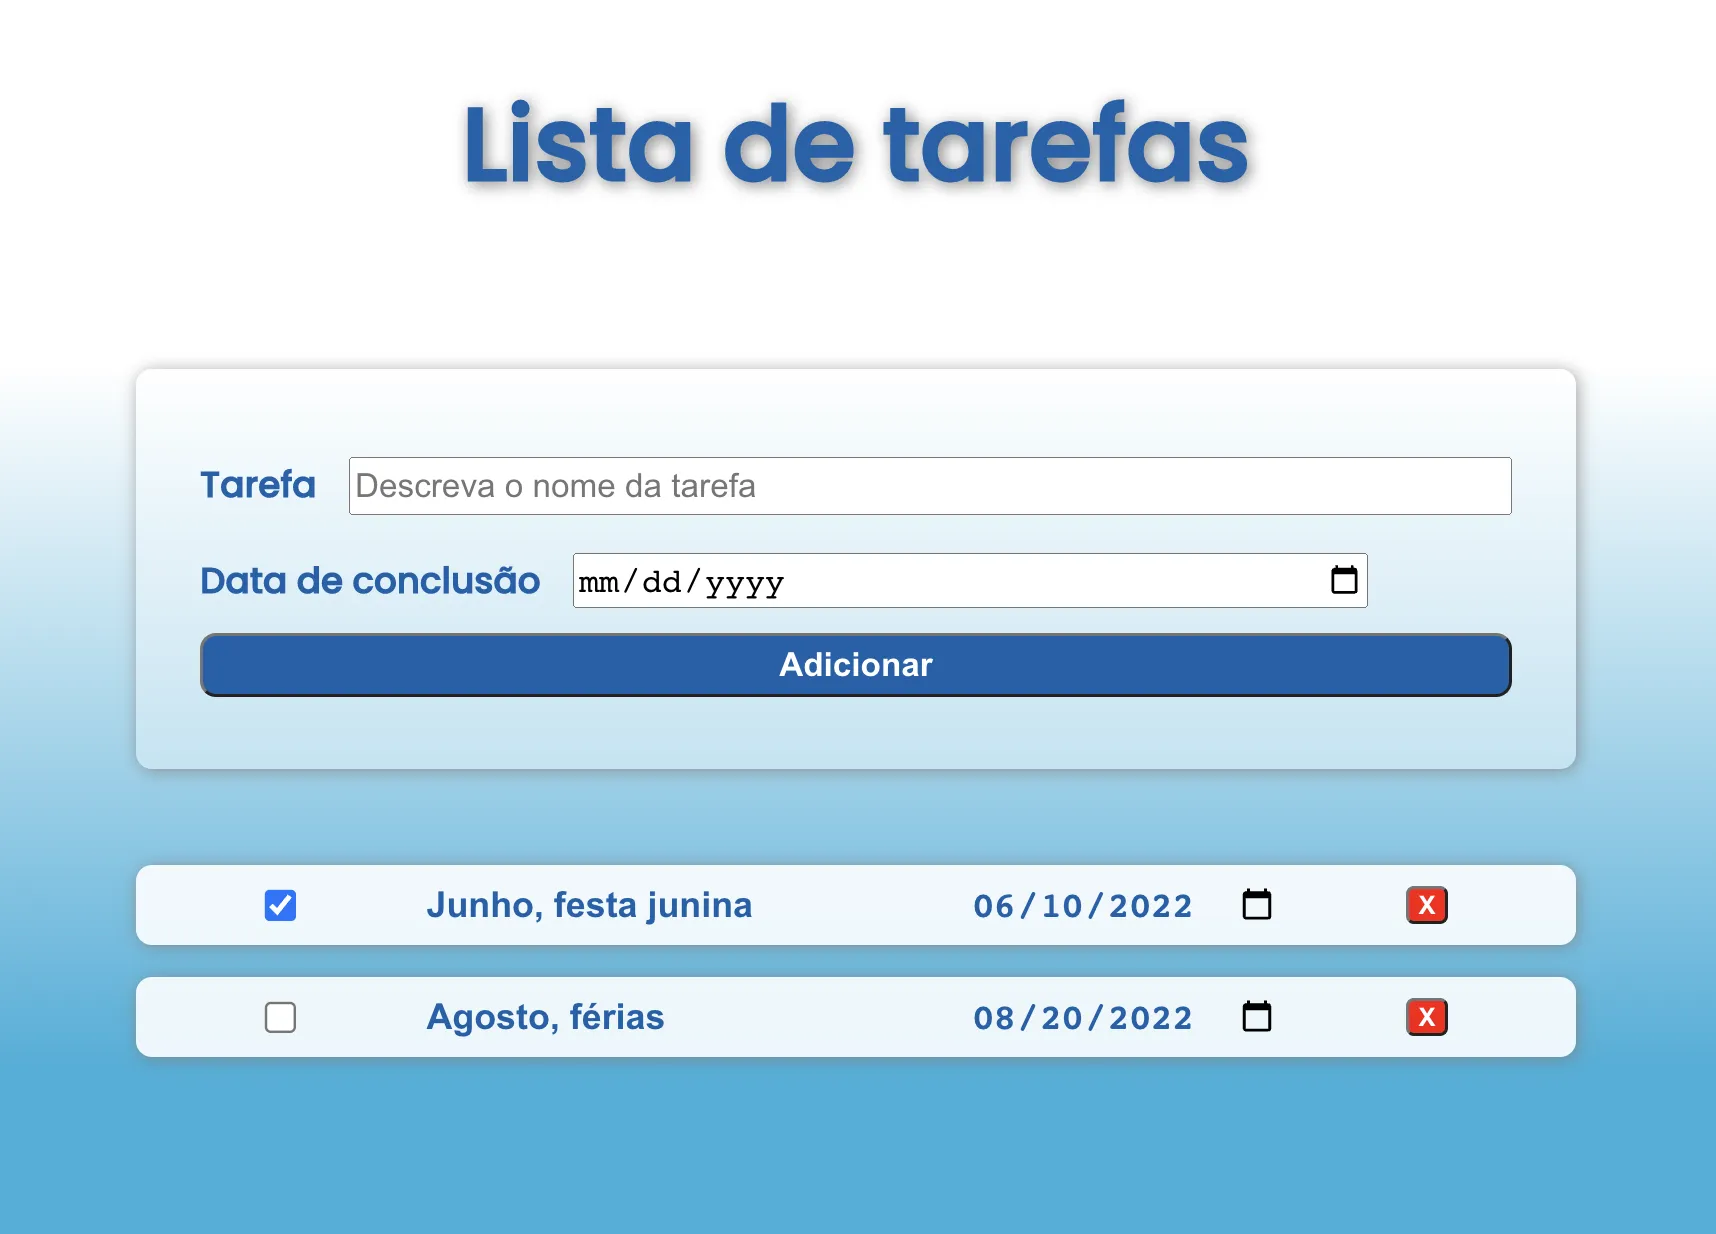 Lista de tarefas
Tarefa Descreva o nome da tarefa
Data de conclusão mm/dd/yyyy
Adicionar
Junho, festa junina 06/10/2022 X
Agosto, férias 08/20/2022 X